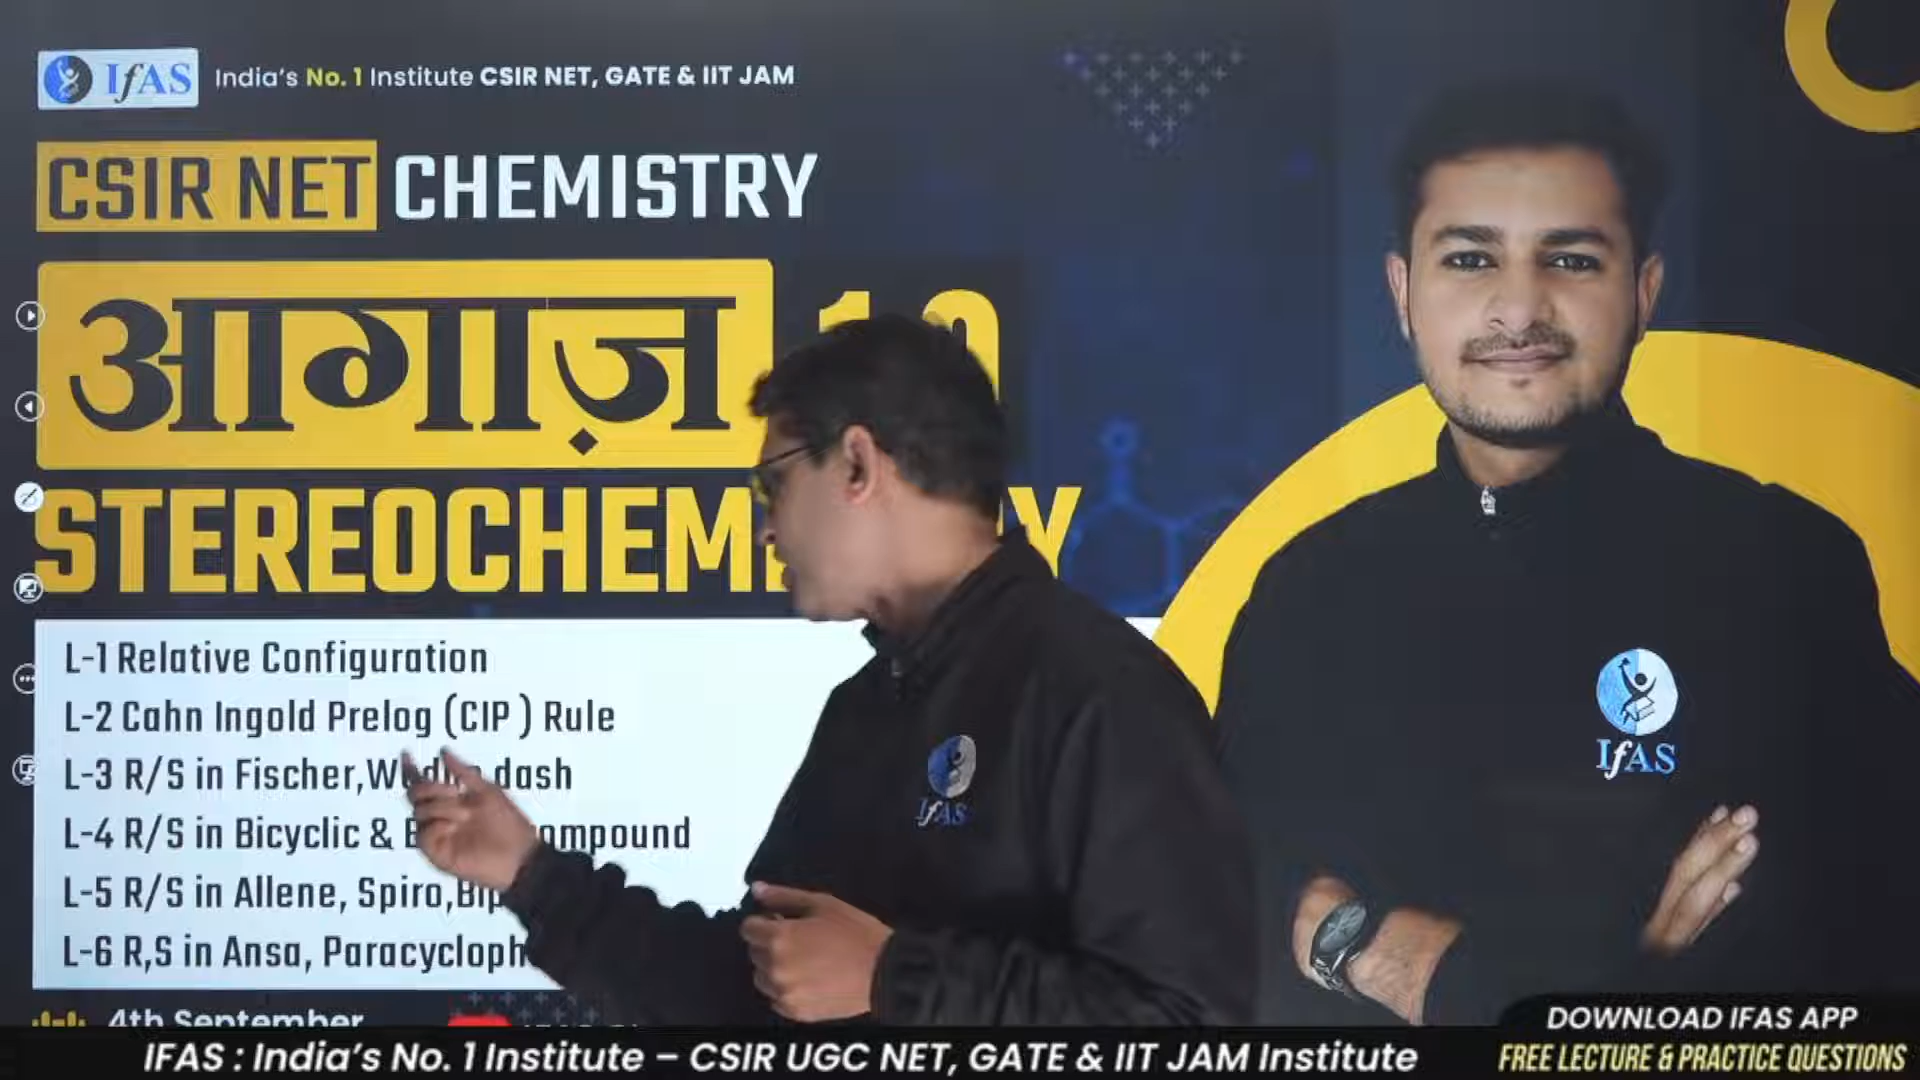 IfAS India's No. 1 Institute CSIR NET, GATE & IIT JAM
CSIR NET CHEMISTRY
आगाज़
STEREOCHEM Y
L-1 Relative Configuration
L-2 Cahn Ingold Prelog (CIP ) Rule
L-3 R/S in Fischer, dash
L-4 R/S in Bicyclic &
L-5 R/S in Allene, Spiro,
L-6 R,S in Ansa,
4th September
IfAS
IfAS
DOWNLOAD IFAS APP
IFAS : India's No. 1 Institute – CSIR UGC NET, GATE & IIT JAM Institute
FREE LECTURE & PRACTICE QUESTIONS